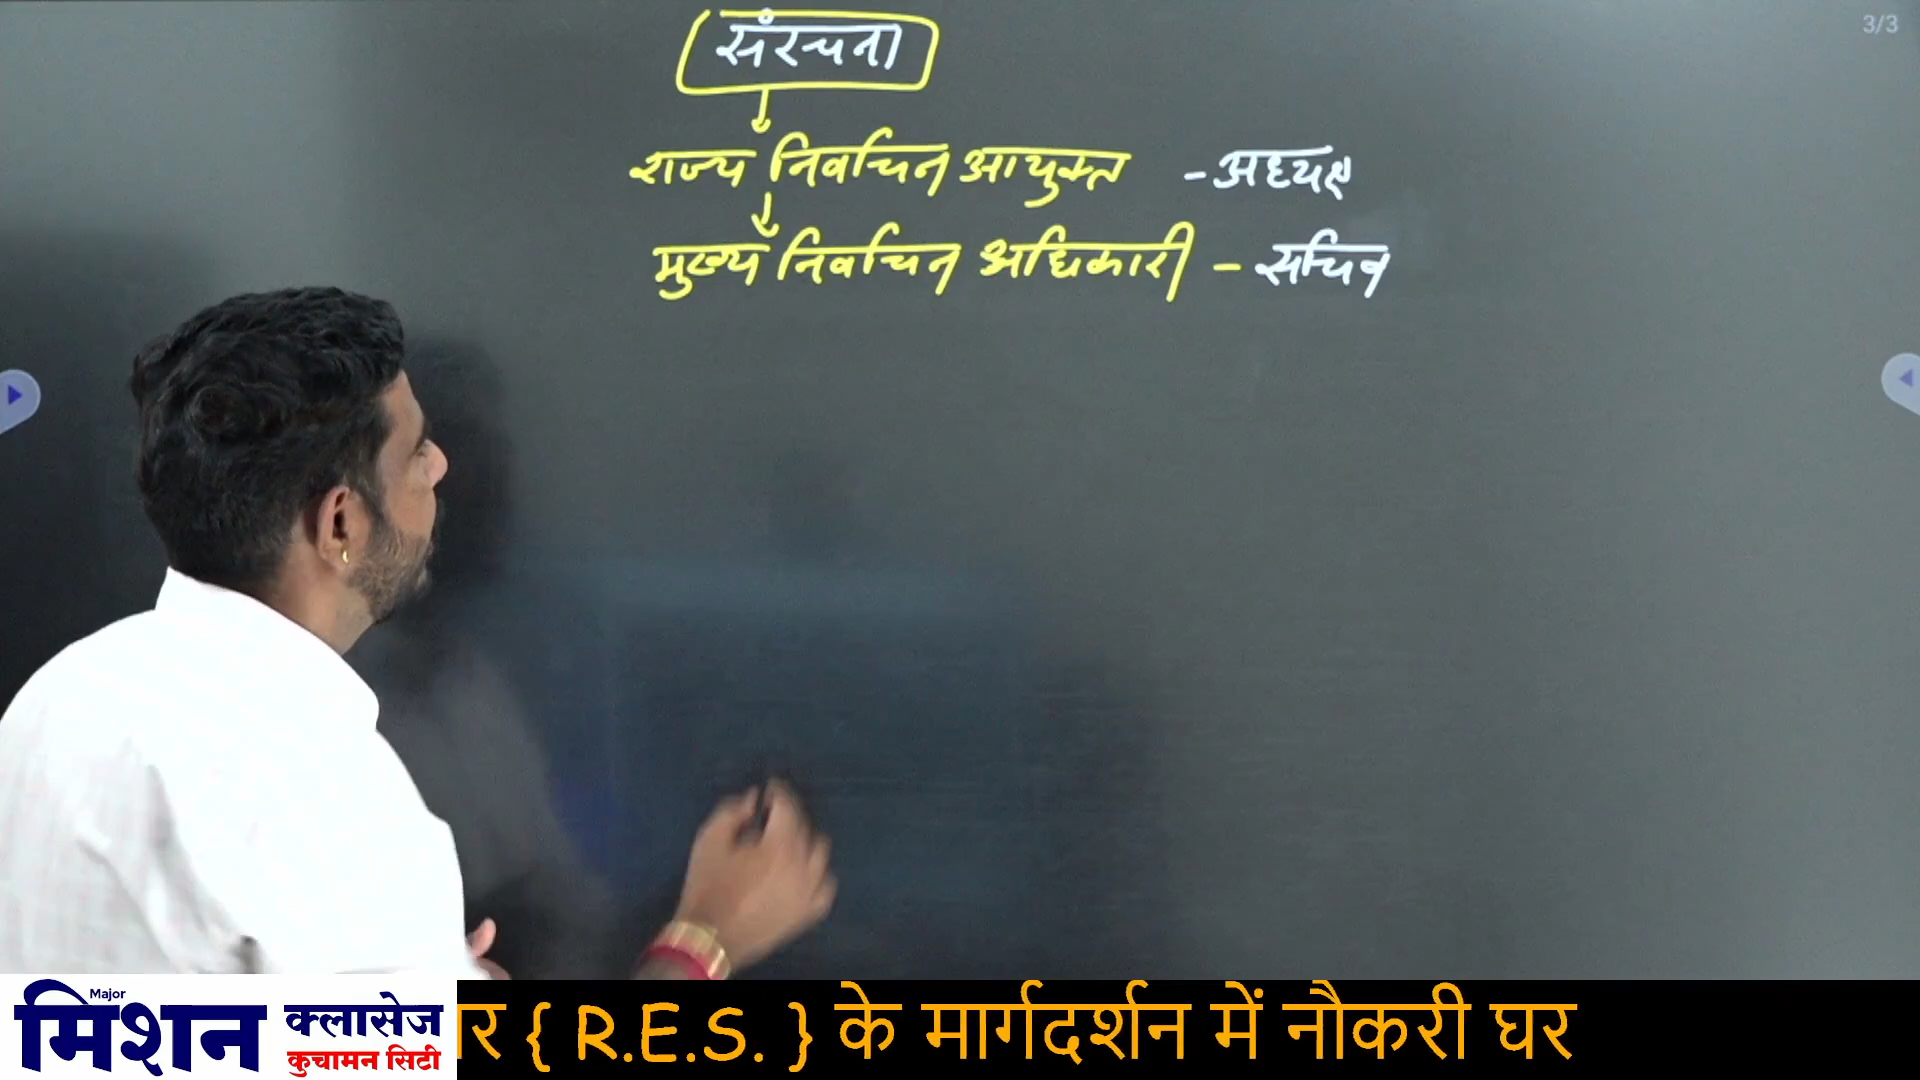 3/3
संरचना
राज्य निर्वाचन आयुक्त - अध्यक्ष
मुख्य निर्वाचन अधिकारी - सचिव
Major
मिशन क्लासेज
कुचामन सिटी
र { R.E.S. } के मार्गदर्शन में नौकरी घर